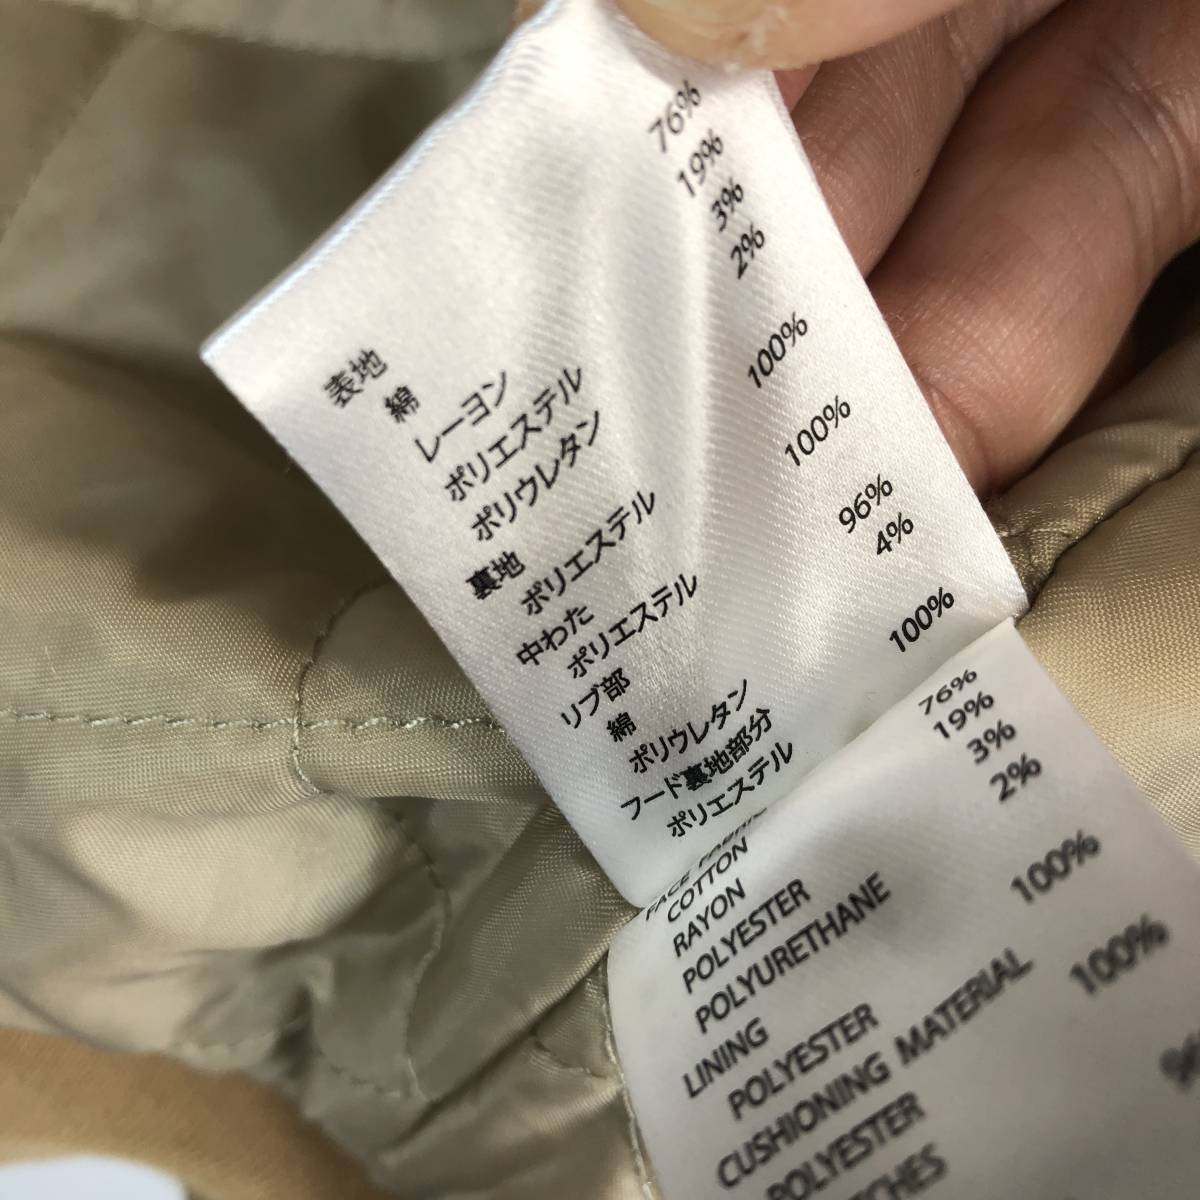 表地
綿 76%
レーヨン 19%
ポリエステル 3%
ポリウレタン 2%
裏地
ポリエステル 100%
中わた
ポリエステル 100%
リブ部
綿 96%
ポリウレタン 4%
フード裏地部分
ポリエステル 100%
FACE FABRIC
COTTON 76%
RAYON 19%
POLYESTER 3%
POLYURETHANE 2%
LINING
POLYESTER 100%
CUSHIONING MATERIAL
POLYESTER 100%